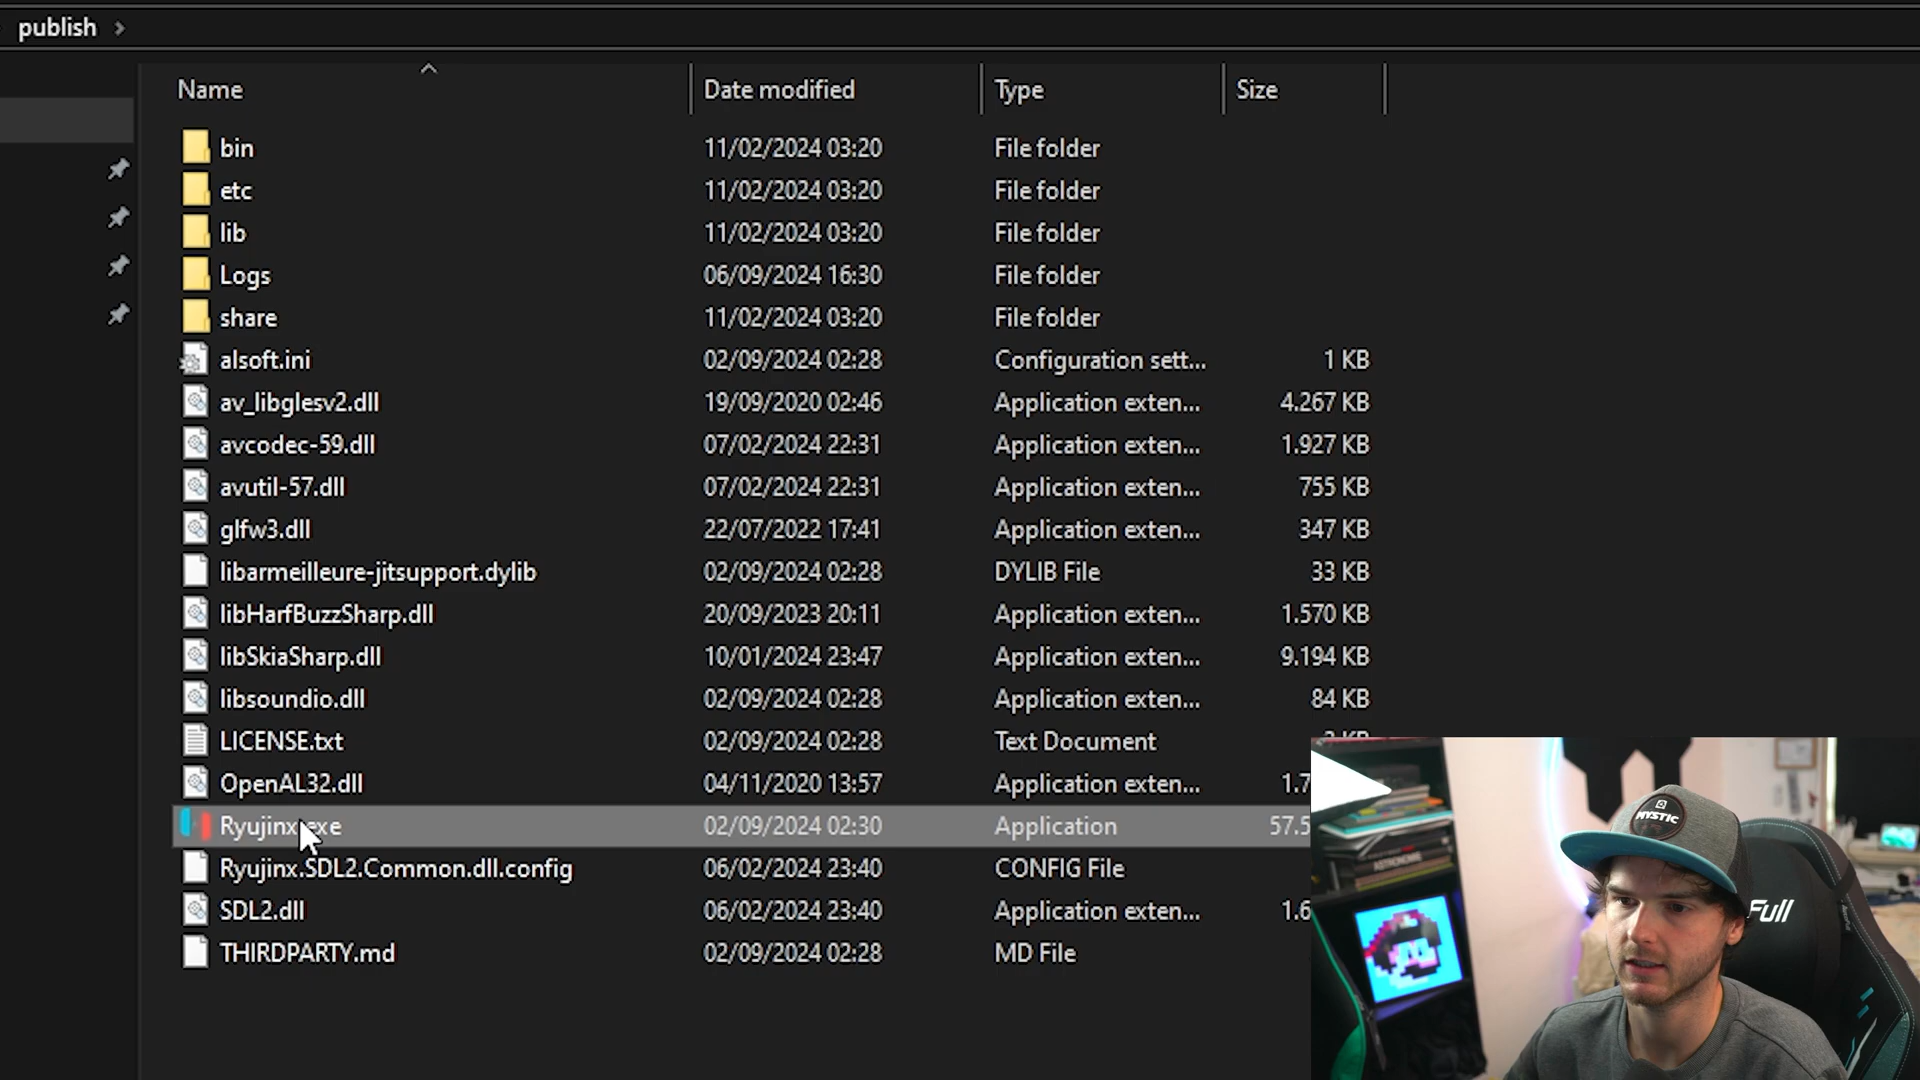 publish
Name Date modified Type Size
bin 11/02/2024 03:20 File folder
etc 11/02/2024 03:20 File folder
lib 11/02/2024 03:20 File folder
Logs 06/09/2024 16:30 File folder
share 11/02/2024 03:20 File folder
alsoft.ini 02/09/2024 02:28 Configuration sett... 1 KB
av_libglesv2.dll 19/09/2020 02:46 Application exten... 4.267 KB
avcodec-59.dll 07/02/2024 22:31 Application exten... 1.927 KB
avutil-57.dll 07/02/2024 22:31 Application exten... 755 KB
glfw3.dll 22/07/2022 17:41 Application exten... 347 KB
libarmeilleure-jitsupport.dylib 02/09/2024 02:28 DYLIB File 33 KB
libHarfBuzzSharp.dll 20/09/2023 20:11 Application exten... 1.570 KB
libSkiaSharp.dll 10/01/2024 23:47 Application exten... 9.194 KB
libsoundio.dll 02/09/2024 02:28 Application exten... 84 KB
LICENSE.txt 02/09/2024 02:28 Text Document
OpenAL32.dll 04/11/2020 13:57 Application exten... 1.7
Ryujinx.exe 02/09/2024 02:30 Application 57.5
Ryujinx.SDL2.Common.dll.config 06/02/2024 23:40 CONFIG File
SDL2.dll 06/02/2024 23:40 Application exten... 1.6
THIRDPARTY.md 02/09/2024 02:28 MD File
MYSTIC
ASTRONOMIE
Full